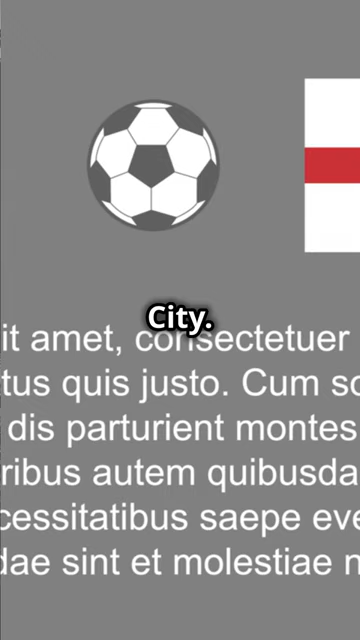 City.
it amet, consectetuer
tus quis justo. Cum so
dis parturient montes
ribus autem quibusda
cessitatibus saepe eve
dae sint et molestiae n